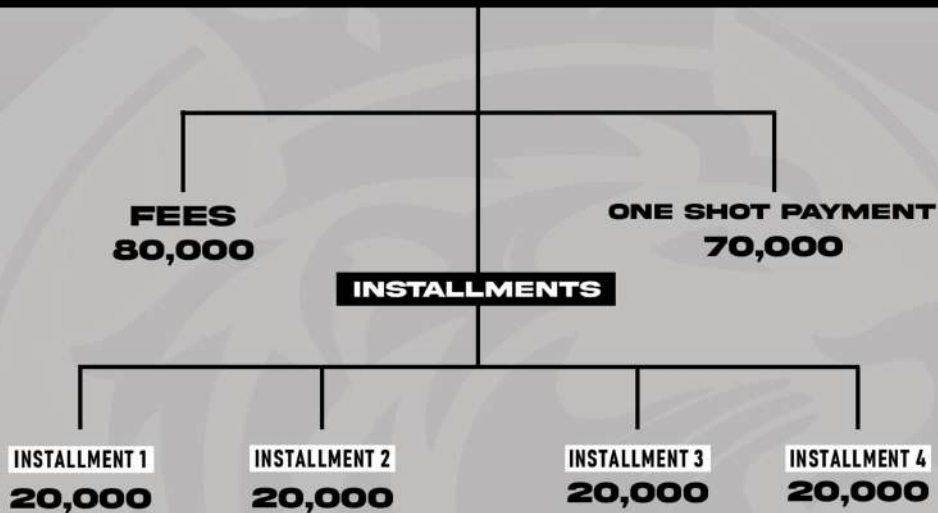 FEES
80,000
ONE SHOT PAYMENT
70,000
INSTALLMENTS
INSTALLMENT 1
20,000
INSTALLMENT 2
20,000
INSTALLMENT 3
20,000
INSTALLMENT 4
20,000